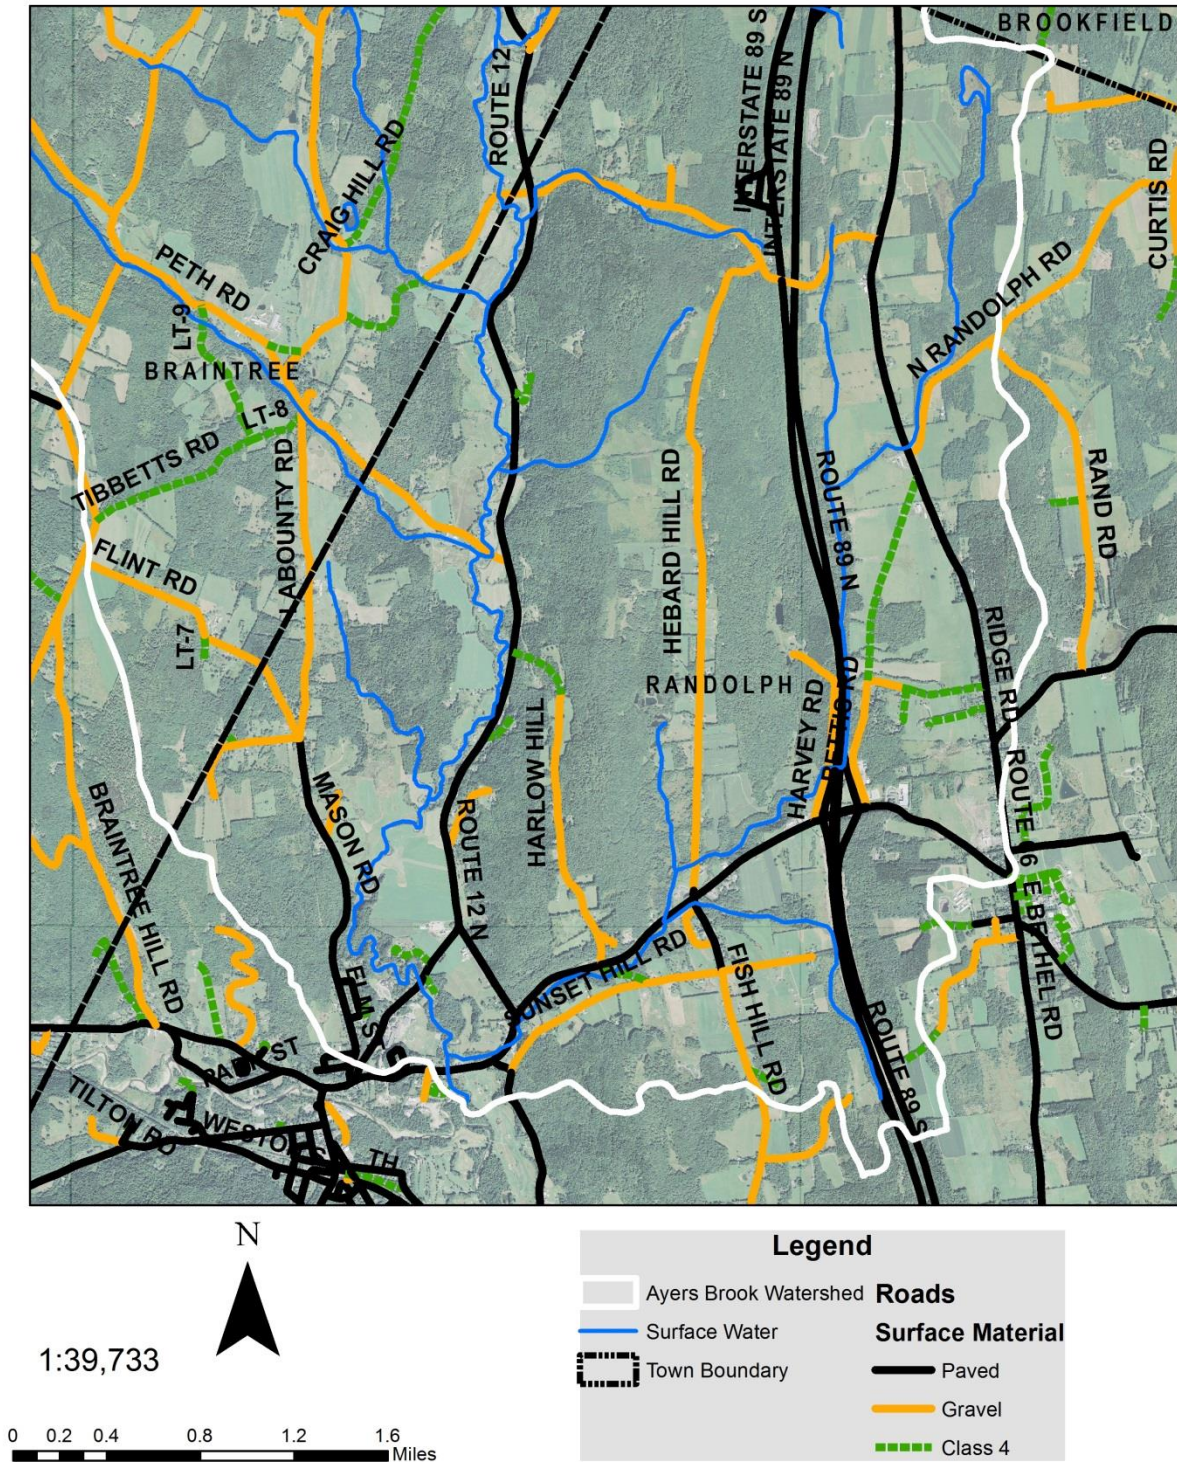 BROOKFIELD
INTERSTATE 89 S
INTERSTATE 89 N
ROUTE 12
CRAIG HILL RD
CURTIS RD
PETH RD
LT-9
N RANDOLPH RD
BRAINTREE
LT-8
TIBBETTS RD
LABOUNTY RD
HEBARD HILL RD
ROUTE 89 N
RAND RD
FLINT RD
LT-7
RIDGE RD
RANDOLPH
HARVEY RD
HARLOW HILL
MASON RD
ROUTE 12 N
BRAINTREE HILL RD
ROUTE 66
E BETHEL RD
SUNSET HILL RD
FISH HILL RD
ELM ST
ROUTE 89 S
PARK ST
TILTON RD
WESTON ST
TH
N
1:39,733
0 0.2 0.4 0.8 1.2 1.6
Miles
Legend
Ayers Brook Watershed
Surface Water
Town Boundary
Roads
Surface Material
Paved
Gravel
Class 4